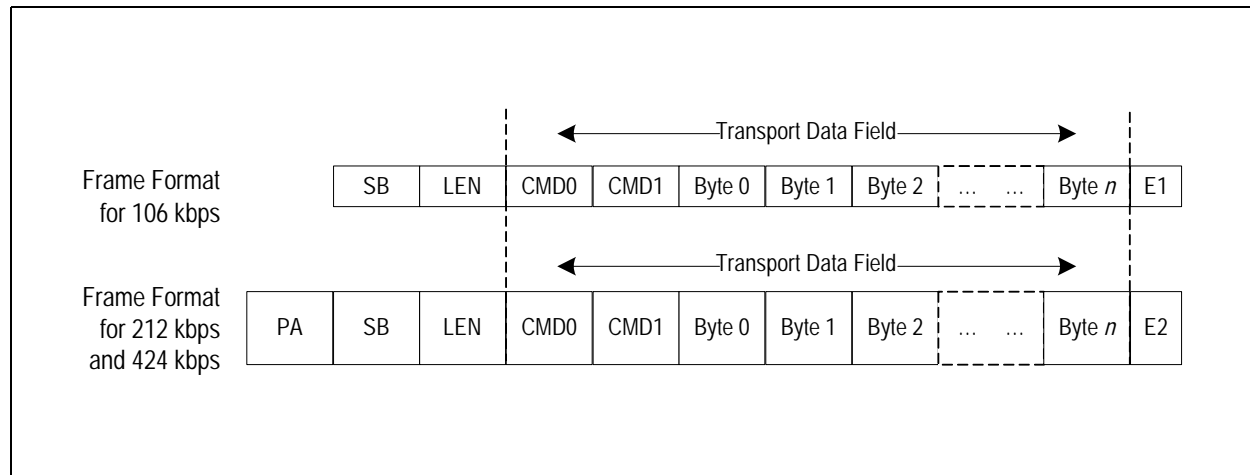 Transport Data Field
Frame Format
for 106 kbps
SB LEN CMD0 CMD1 Byte 0 Byte 1 Byte 2 ... ... Byte n E1
Transport Data Field
Frame Format
for 212 kbps
and 424 kbps
PA SB LEN CMD0 CMD1 Byte 0 Byte 1 Byte 2 ... ... Byte n E2